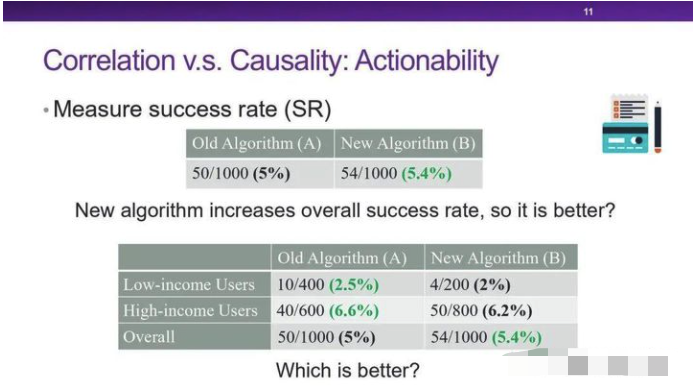 11
Correlation v.s. Causality: Actionability
• Measure success rate (SR)
Old Algorithm (A) New Algorithm (B)
50/1000 (5%) 54/1000 (5.4%)
New algorithm increases overall success rate, so it is better?
Old Algorithm (A) New Algorithm (B)
Low-income Users 10/400 (2.5%) 4/200 (2%)
High-income Users 40/600 (6.6%) 50/800 (6.2%)
Overall 50/1000 (5%) 54/1000 (5.4%)
Which is better?